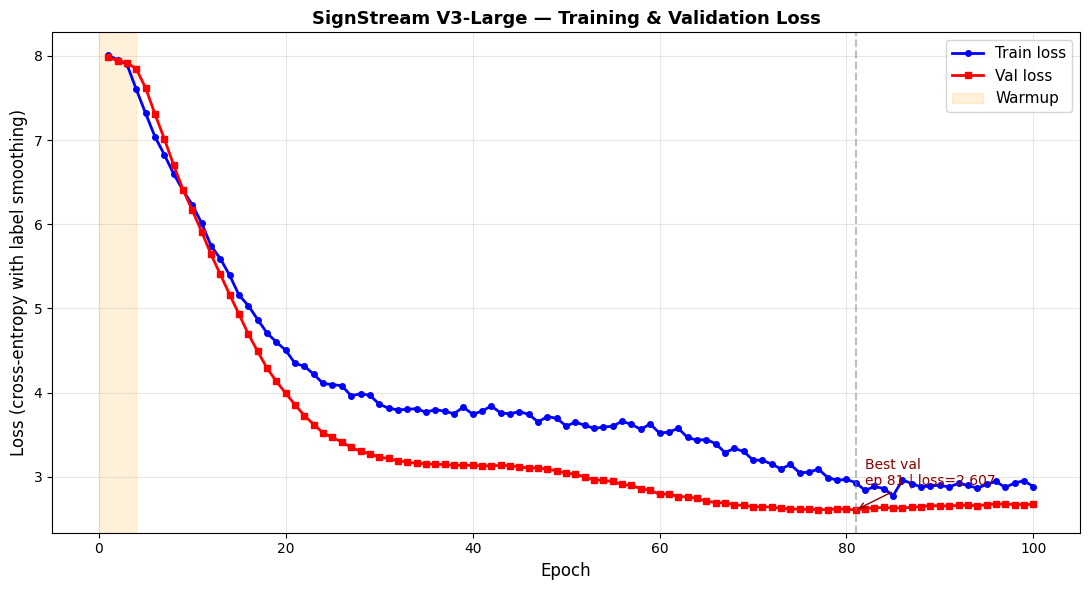 SignStream V3-Large — Training & Validation Loss
Loss (cross-entropy with label smoothing)
8
7
6
5
4
3
Train loss
Val loss
Warmup
Best val
ep 81 | loss=2.607
0
20
40
60
80
100
Epoch